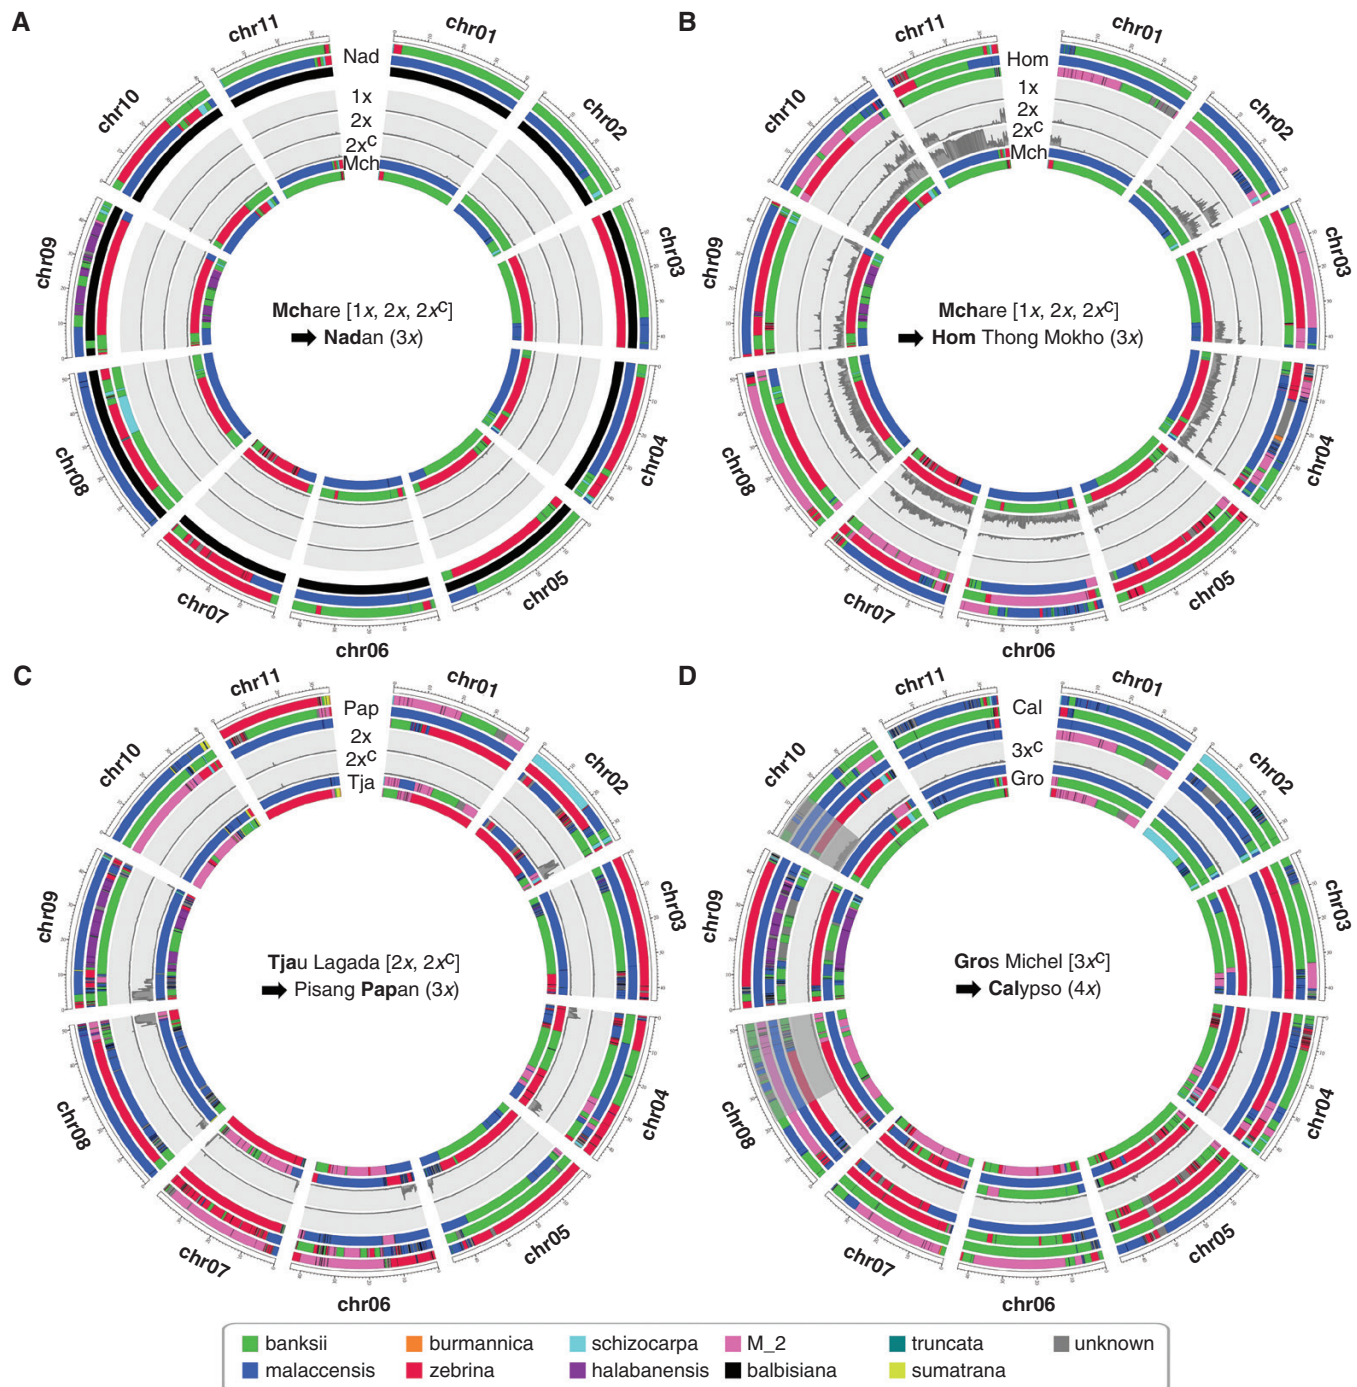 A
chr11
Nad
chr01
1x
2x
2xC
Mch
chr02
chr03
chr04
chr05
chr06
chr07
chr08
chr09
chr10
Mchare [1x, 2x, 2xC]
Nadan (3x)
B
chr11
Hom
chr01
1x
2x
2xC
Mch
chr02
chr03
chr04
chr05
chr06
chr07
chr08
chr09
chr10
Mchare [1x, 2x, 2xC]
Hom Thong Mokho (3x)
C
chr11
Pap
chr01
2x
2xC
Tja
chr02
chr03
chr04
chr05
chr06
chr07
chr08
chr09
chr10
Tjau Lagada [2x, 2xC]
Pisang Papan (3x)
D
chr11
Cal
chr01
3xC
Gro
chr02
chr03
chr04
chr05
chr06
chr07
chr08
chr09
chr10
Gros Michel [3xC]
Calypso (4x)
banksii burmannica schizocarpa M_2 truncata unknown
malaccensis zebrina halabanensis balbisiana sumatrana